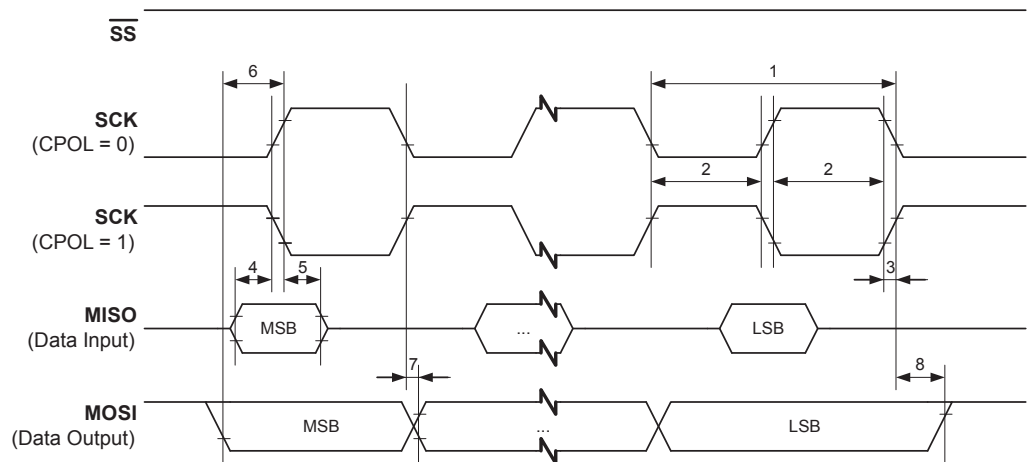 SS
6
1
SCK
(CPOL = 0)
2
2
SCK
(CPOL = 1)
4
5
3
MISO
(Data Input)
MSB
...
LSB
7
8
MOSI
(Data Output)
MSB
...
LSB